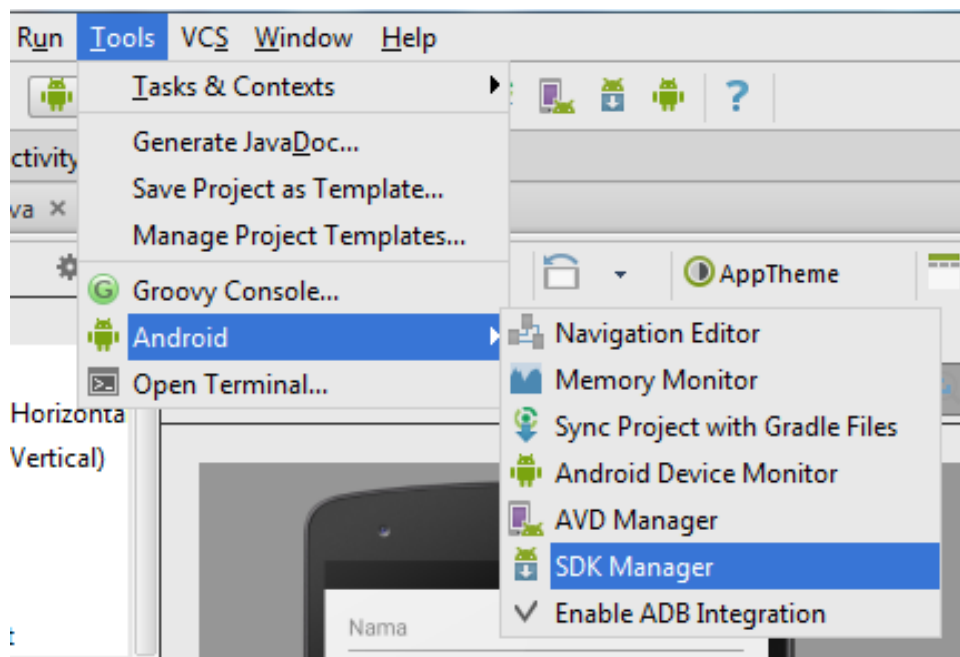 Run Tools VCS Window Help
Tasks & Contexts
?
Generate JavaDoc...
ctivity
Save Project as Template...
va ×
Manage Project Templates...
AppTheme
G Groovy Console...
Android
Navigation Editor
Open Terminal...
Memory Monitor
Horizonta
Sync Project with Gradle Files
Vertical)
Android Device Monitor
AVD Manager
SDK Manager
Enable ADB Integration
Nama
t